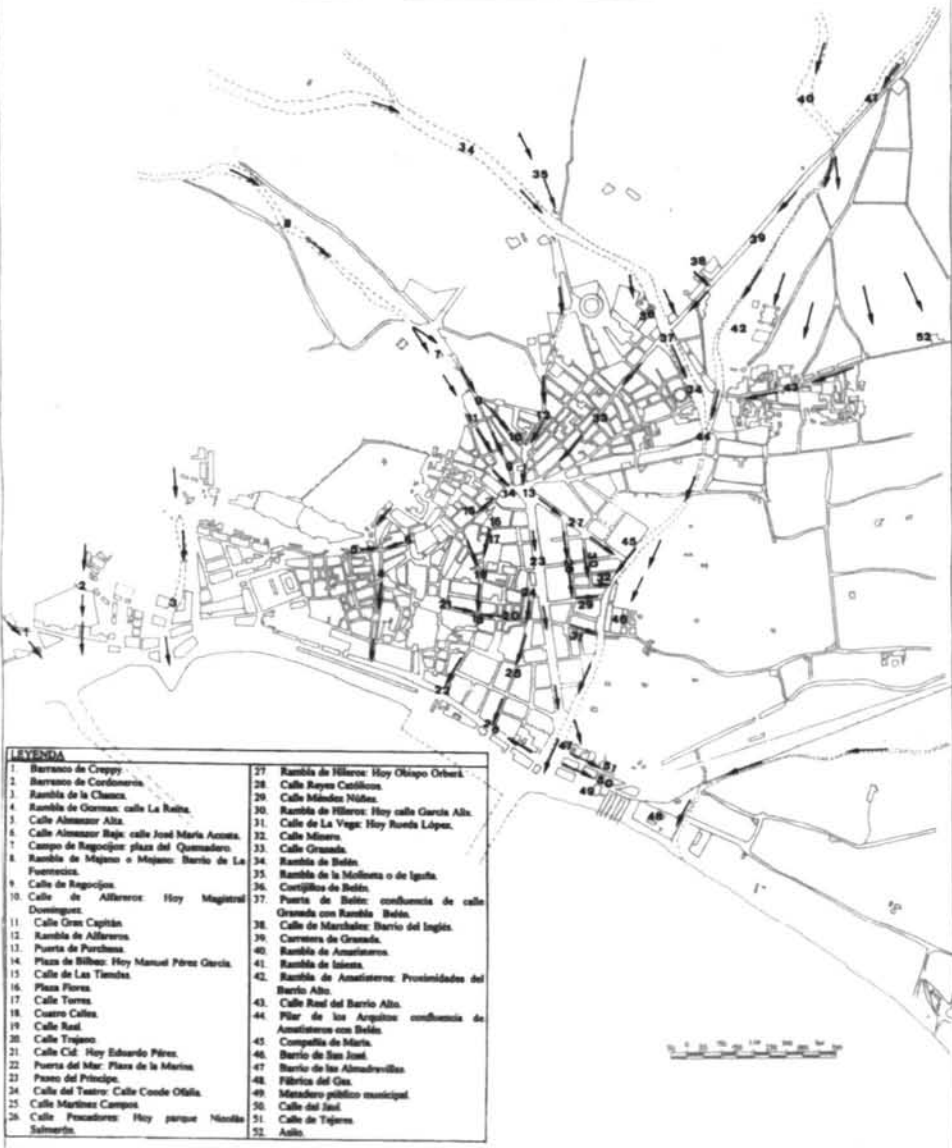 LEYENDA
1. Barranco de Creppy.
2. Barranco de Cordoneros.
3. Rambla de la Chanca.
4. Rambla de Gorman: calle La Reina.
5. Calle Almanzor Alta.
6. Calle Almanzor Baja: calle José María Acosta.
7. Campo de Regocijos: plaza del Quemadero.
8. Rambla de Majano o Mojano: Barrio de La
Fuentecica.
9. Calle de Regocijos.
10. Calle de Alfareros: Hoy Magistral
Domínguez.
11. Calle Gran Capitán.
12. Rambla de Alfareros.
13. Puerta de Purchena.
14. Plaza de Bilbao: Hoy Manuel Pérez García.
15. Calle de Las Tiendas.
16. Plaza Flores.
17. Calle Torres.
18. Cuatro Calles.
19. Calle Real.
20. Calle Trajano.
21. Calle Cid: Hoy Eduardo Pérez.
22. Puerta del Mar: Plaza de la Marina.
23. Paseo del Príncipe.
24. Calle del Teatro: Calle Conde Ofalia.
25. Calle Martínez Campos.
26. Calle Pescadores: Hoy parque Nicolás
Salmerón.
27. Rambla de Hileros: Hoy Obispo Orberá.
28. Calle Reyes Católicos.
29. Calle Méndez Núñez.
30. Rambla de Hileros: Hoy calle García Alix.
31. Calle de La Vega: Hoy Rueda López.
32. Calle Minero.
33. Calle Granada.
34. Rambla de Belén.
35. Rambla de la Molineta o de Iguña.
36. Cortijillos de Belén.
37. Puerta de Belén: confluencia de calle
Granada con Rambla Belén.
38. Calle de Marchales: Barrio del Inglés.
39. Carretera de Granada.
40. Rambla de Amatisteros.
41. Rambla de Iniesta.
42. Rambla de Amatisteros: Proximidades del
Barrio Alto.
43. Calle Real del Barrio Alto.
44. Pilar de los Arquitos: confluencia de
Amatisteros con Belén.
45. Compañía de María.
46. Barrio de San José.
47. Barrio de las Almadravillas.
48. Fábrica del Gas.
49. Matadero público municipal.
50. Calle del Jaul.
51. Calle de Tejares.
52. Asilo.